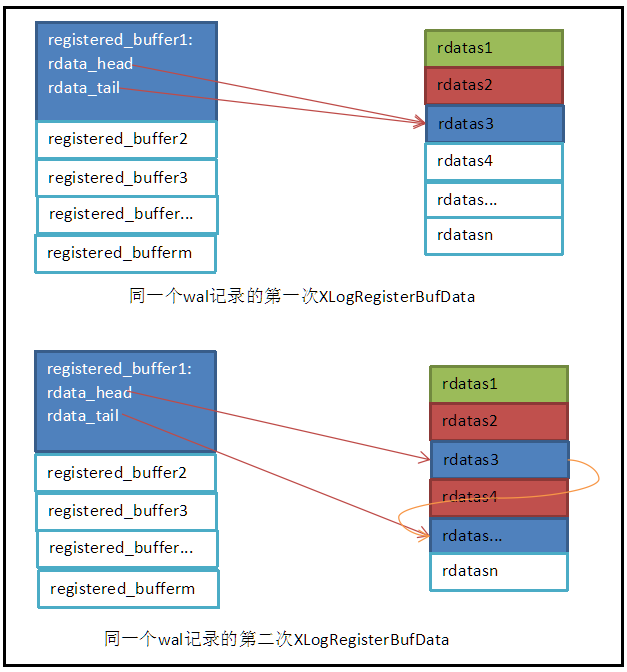 registered_buffer1:
rdata_head
rdata_tail
registered_buffer2
registered_buffer3
registered_buffer...
registered_bufferm
rdatas1
rdatas2
rdatas3
rdatas4
rdatas...
rdatasn
同一个wal记录的第一次XLogRegisterBufData
registered_buffer1:
rdata_head
rdata_tail
registered_buffer2
registered_buffer3
registered_buffer...
registered_bufferm
rdatas1
rdatas2
rdatas3
rdatas4
rdatas...
rdatasn
同一个wal记录的第二次XLogRegisterBufData